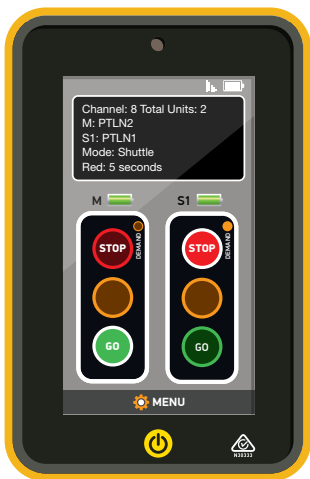 Channel: 8 Total Units: 2
M: PTLN2
S1: PTLN1
Mode: Shuttle
Red: 5 seconds
M S1
DEMAND DEMAND
STOP STOP
GO GO
MENU
N30333